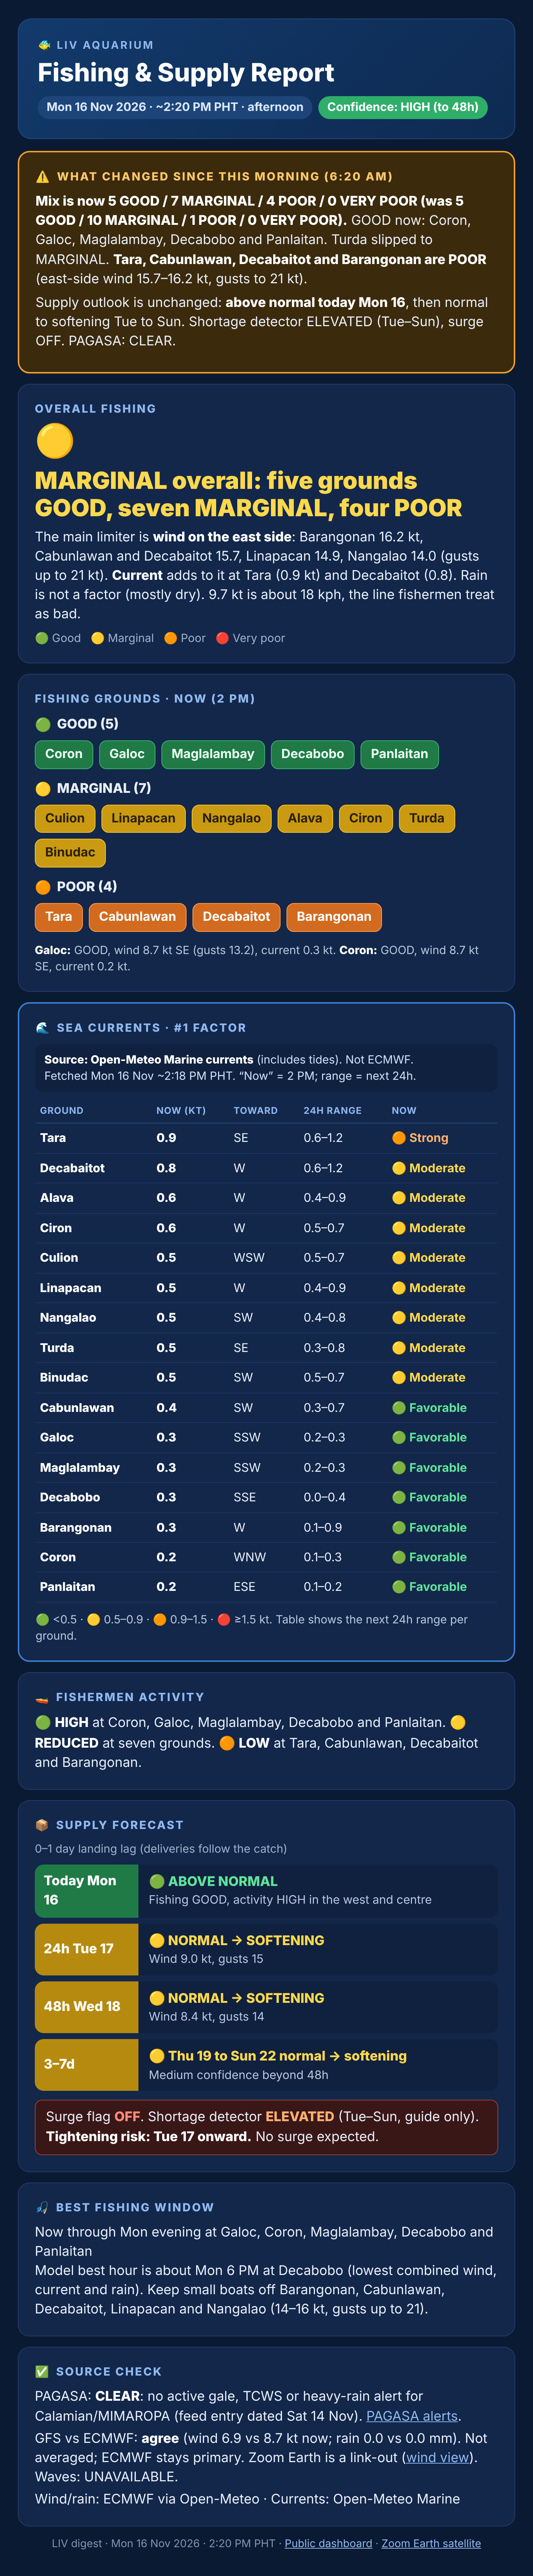 🐠 LIV AQUARIUM
Fishing & Supply Report
Mon 16 Nov 2026 · ~2:20 PM PHT · afternoon
Confidence: HIGH (to 48h)
⚠️ WHAT CHANGED SINCE THIS MORNING (6:20 AM)
Mix is now 5 GOOD / 7 MARGINAL / 4 POOR / 0 VERY POOR (was 5
GOOD / 10 MARGINAL / 1 POOR / 0 VERY POOR). GOOD now: Coron,
Galoc, Maglalambay, Decabobo and Panlaitan. Turda slipped to
MARGINAL. Tara, Cabunlawan, Decabaitot and Barangonan are POOR
(east-side wind 15.7–16.2 kt, gusts to 21 kt).
Supply outlook is unchanged: above normal today Mon 16, then normal
to softening Tue to Sun. Shortage detector ELEVATED (Tue–Sun), surge
OFF. PAGASA: CLEAR.
OVERALL FISHING
🟡
MARGINAL overall: five grounds
GOOD, seven MARGINAL, four POOR
The main limiter is wind on the east side: Barangonan 16.2 kt,
Cabunlawan and Decabaitot 15.7, Linapacan 14.9, Nangalao 14.0 (gusts
up to 21 kt). Current adds to it at Tara (0.9 kt) and Decabaitot (0.8). Rain
is not a factor (mostly dry). 9.7 kt is about 18 kph, the line fishermen treat
as bad.
🟢 Good 🟡 Marginal 🟠 Poor 🔴 Very poor
FISHING GROUNDS · NOW (2 PM)
🟢 GOOD (5)
Coron Galoc Maglalambay Decabobo Panlaitan
🟡 MARGINAL (7)
Culion Linapacan Nangalao Alava Ciron Turda
Binudac
🟠 POOR (4)
Tara Cabunlawan Decabaitot Barangonan
Galoc: GOOD, wind 8.7 kt SE (gusts 13.2), current 0.3 kt. Coron: GOOD, wind 8.7 kt
SE, current 0.2 kt.
🌊 SEA CURRENTS · #1 FACTOR
Source: Open-Meteo Marine currents (includes tides). Not ECMWF.
Fetched Mon 16 Nov ~2:18 PM PHT. “Now” = 2 PM; range = next 24h.
GROUND NOW (KT) TOWARD 24H RANGE NOW
Tara 0.9 SE 0.6–1.2 🟠 Strong
Decabaitot 0.8 W 0.6–1.2 🟡 Moderate
Alava 0.6 W 0.4–0.9 🟡 Moderate
Ciron 0.6 W 0.5–0.7 🟡 Moderate
Culion 0.5 WSW 0.5–0.7 🟡 Moderate
Linapacan 0.5 W 0.4–0.9 🟡 Moderate
Nangalao 0.5 SW 0.4–0.8 🟡 Moderate
Turda 0.5 SE 0.3–0.8 🟡 Moderate
Binudac 0.5 SW 0.5–0.7 🟡 Moderate
Cabunlawan 0.4 SW 0.3–0.7 🟢 Favorable
Galoc 0.3 SSW 0.2–0.3 🟢 Favorable
Maglalambay 0.3 SSW 0.2–0.3 🟢 Favorable
Decabobo 0.3 SSE 0.0–0.4 🟢 Favorable
Barangonan 0.3 W 0.1–0.9 🟢 Favorable
Coron 0.2 WNW 0.1–0.3 🟢 Favorable
Panlaitan 0.2 ESE 0.1–0.2 🟢 Favorable
🟢 <0.5 · 🟡 0.5–0.9 · 🟠 0.9–1.5 · 🔴 ≥1.5 kt. Table shows the next 24h range per
ground.
🚤 FISHERMEN ACTIVITY
🟢 HIGH at Coron, Galoc, Maglalambay, Decabobo and Panlaitan. 🟡
REDUCED at seven grounds. 🟠 LOW at Tara, Cabunlawan, Decabaitot
and Barangonan.
📦 SUPPLY FORECAST
0–1 day landing lag (deliveries follow the catch)
Today Mon
16
🟢 ABOVE NORMAL
Fishing GOOD, activity HIGH in the west and centre
24h Tue 17
🟡 NORMAL → SOFTENING
Wind 9.0 kt, gusts 15
48h Wed 18
🟡 NORMAL → SOFTENING
Wind 8.4 kt, gusts 14
3–7d
🟡 Thu 19 to Sun 22 normal → softening
Medium confidence beyond 48h
Surge flag OFF. Shortage detector ELEVATED (Tue–Sun, guide only).
Tightening risk: Tue 17 onward. No surge expected.
🎣 BEST FISHING WINDOW
Now through Mon evening at Galoc, Coron, Maglalambay, Decabobo and
Panlaitan
Model best hour is about Mon 6 PM at Decabobo (lowest combined wind,
current and rain). Keep small boats off Barangonan, Cabunlawan,
Decabaitot, Linapacan and Nangalao (14–16 kt, gusts up to 21).
✅ SOURCE CHECK
PAGASA: CLEAR: no active gale, TCWS or heavy-rain alert for
Calamian/MIMAROPA (feed entry dated Sat 14 Nov). PAGASA alerts.
GFS vs ECMWF: agree (wind 6.9 vs 8.7 kt now; rain 0.0 vs 0.0 mm). Not
averaged; ECMWF stays primary. Zoom Earth is a link-out (wind view).
Waves: UNAVAILABLE.
Wind/rain: ECMWF via Open-Meteo · Currents: Open-Meteo Marine
LIV digest · Mon 16 Nov 2026 · 2:20 PM PHT · Public dashboard · Zoom Earth satellite